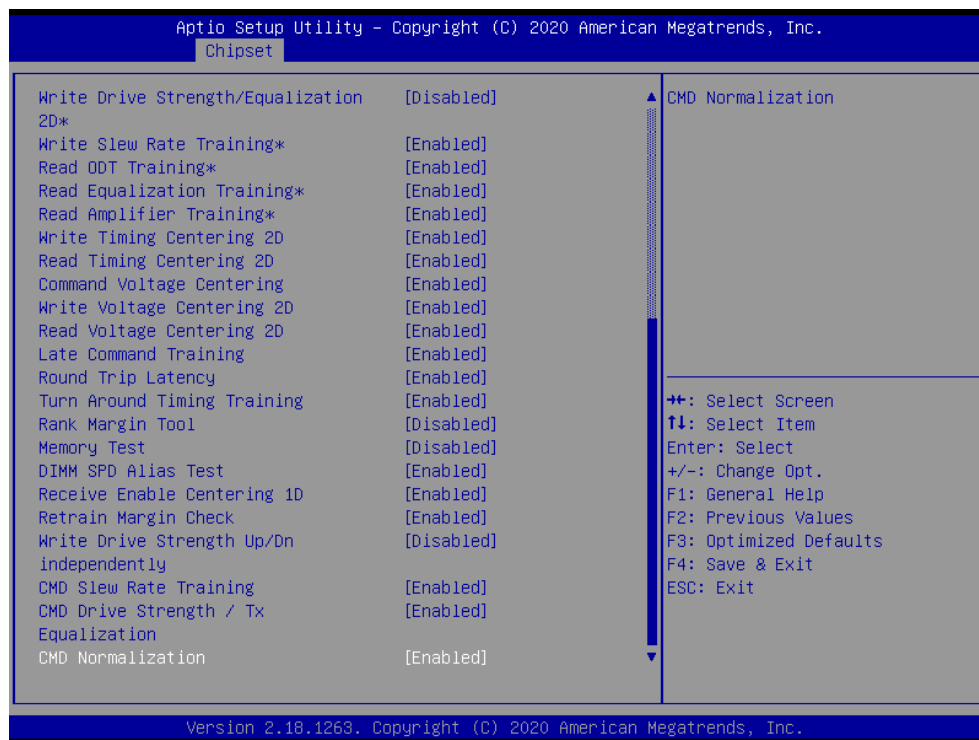 Aptio Setup Utility – Copyright (C) 2020 American Megatrends, Inc.
Chipset
Write Drive Strength/Equalization 2D* [Disabled]
Write Slew Rate Training* [Enabled]
Read ODT Training* [Enabled]
Read Equalization Training* [Enabled]
Read Amplifier Training* [Enabled]
Write Timing Centering 2D [Enabled]
Read Timing Centering 2D [Enabled]
Command Voltage Centering [Enabled]
Write Voltage Centering 2D [Enabled]
Read Voltage Centering 2D [Enabled]
Late Command Training [Enabled]
Round Trip Latency [Enabled]
Turn Around Timing Training [Enabled]
Rank Margin Tool [Disabled]
Memory Test [Disabled]
DIMM SPD Alias Test [Enabled]
Receive Enable Centering 1D [Enabled]
Retrain Margin Check [Enabled]
Write Drive Strength Up/Dn independently [Disabled]
CMD Slew Rate Training [Enabled]
CMD Drive Strength / Tx Equalization [Enabled]
CMD Normalization [Enabled]
CMD Normalization
→←: Select Screen
↑↓: Select Item
Enter: Select
+/-: Change Opt.
F1: General Help
F2: Previous Values
F3: Optimized Defaults
F4: Save & Exit
ESC: Exit
Version 2.18.1263. Copyright (C) 2020 American Megatrends, Inc.